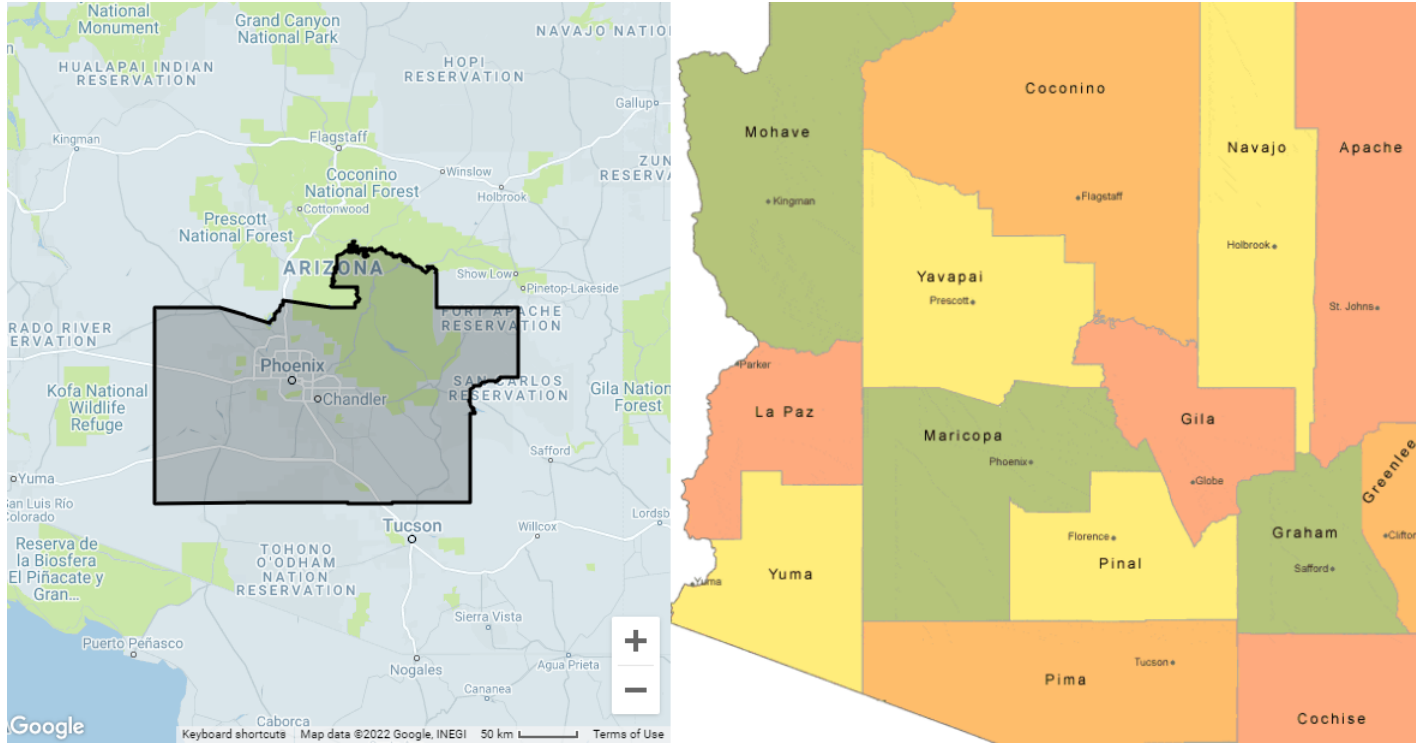 National
Monument
Grand Canyon
National Park
NAVAJO NATIO
HUALAPAI INDIAN
RESERVATION
HOPI
RESERVATION
Gallup
Kingman
Flagstaff
ZUN
RESERVA
Coconino
National Forest
Winslow
Holbrook
Prescott
National Forest
Cottonwood
ARIZONA
Show Low
Pinetop-Lakeside
RADO RIVER
ERVATION
FORT APACHE
RESERVATION
Phoenix
Chandler
Kofa National
Wildlife
Refuge
SAN CARLOS
RESERVATION
Gila Nation
Forest
Safford
Yuma
San Luis Río
Colorado
Tucson
Willcox
Lordsb
Reserva de
la Biosfera
El Piñacate y
Gran...
TOHONO
O'ODHAM
NATION
RESERVATION
Sierra Vista
Puerto Peñasco
Nogales
Agua Prieta
Cananea
Caborca
+
−
Google
Keyboard shortcuts
Map data ©2022 Google, INEGI
50 km
Terms of Use
Coconino
Mohave
Navajo
Apache
Kingman
Flagstaff
Holbrook
Yavapai
Prescott
St. Johns
Parker
La Paz
Gila
Maricopa
Phoenix
Globe
Greenlee
Florence
Graham
Clifton
Pinal
Safford
Yuma
Yuma
Tucson
Pima
Cochise